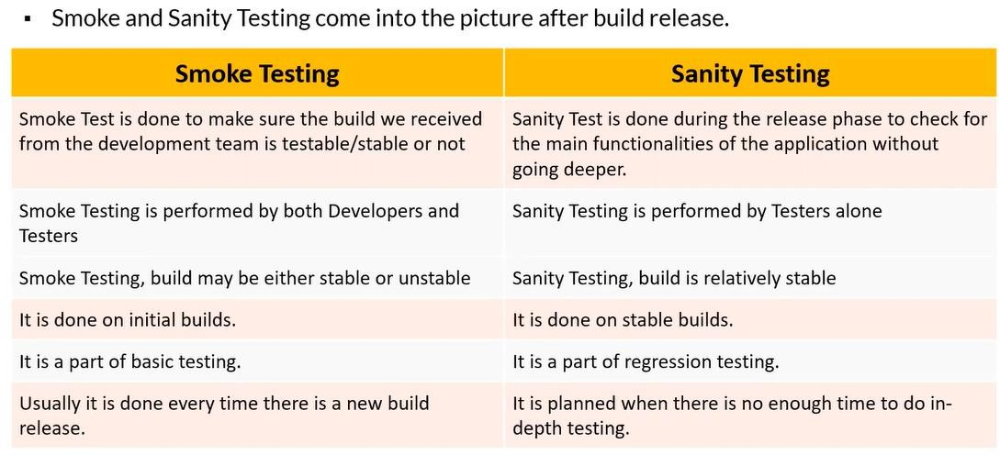 ▪ Smoke and Sanity Testing come into the picture after build release.
Smoke Testing
Sanity Testing
Smoke Test is done to make sure the build we received
from the development team is testable/stable or not
Sanity Test is done during the release phase to check for
the main functionalities of the application without
going deeper.
Smoke Testing is performed by both Developers and
Testers
Sanity Testing is performed by Testers alone
Smoke Testing, build may be either stable or unstable
Sanity Testing, build is relatively stable
It is done on initial builds.
It is done on stable builds.
It is a part of basic testing.
It is a part of regression testing.
Usually it is done every time there is a new build
release.
It is planned when there is no enough time to do in-
depth testing.